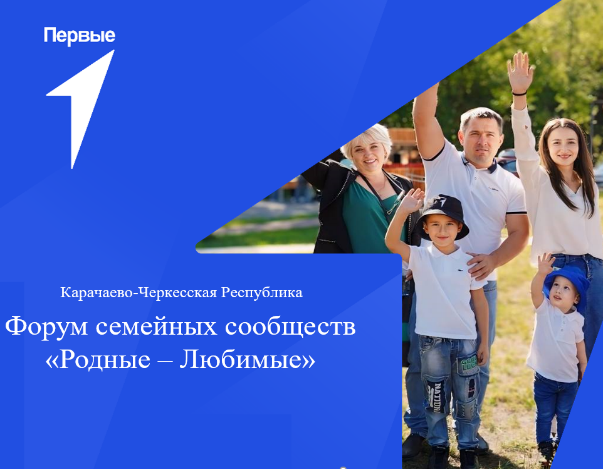 Первые
Карачаево-Черкесская Республика
Форум семейных сообществ
«Родные – Любимые»